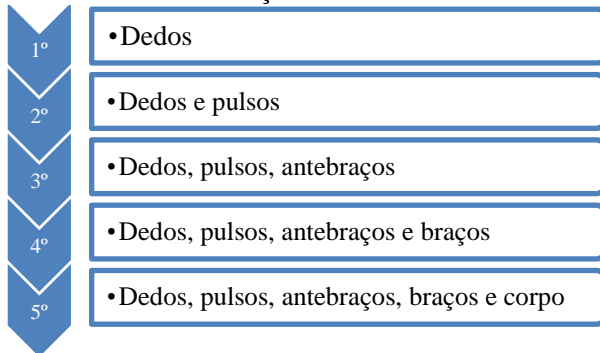 1º
•Dedos
2º
•Dedos e pulsos
3º
•Dedos, pulsos, antebraços
4º
•Dedos, pulsos, antebraços e braços
5º
•Dedos, pulsos, antebraços, braços e corpo